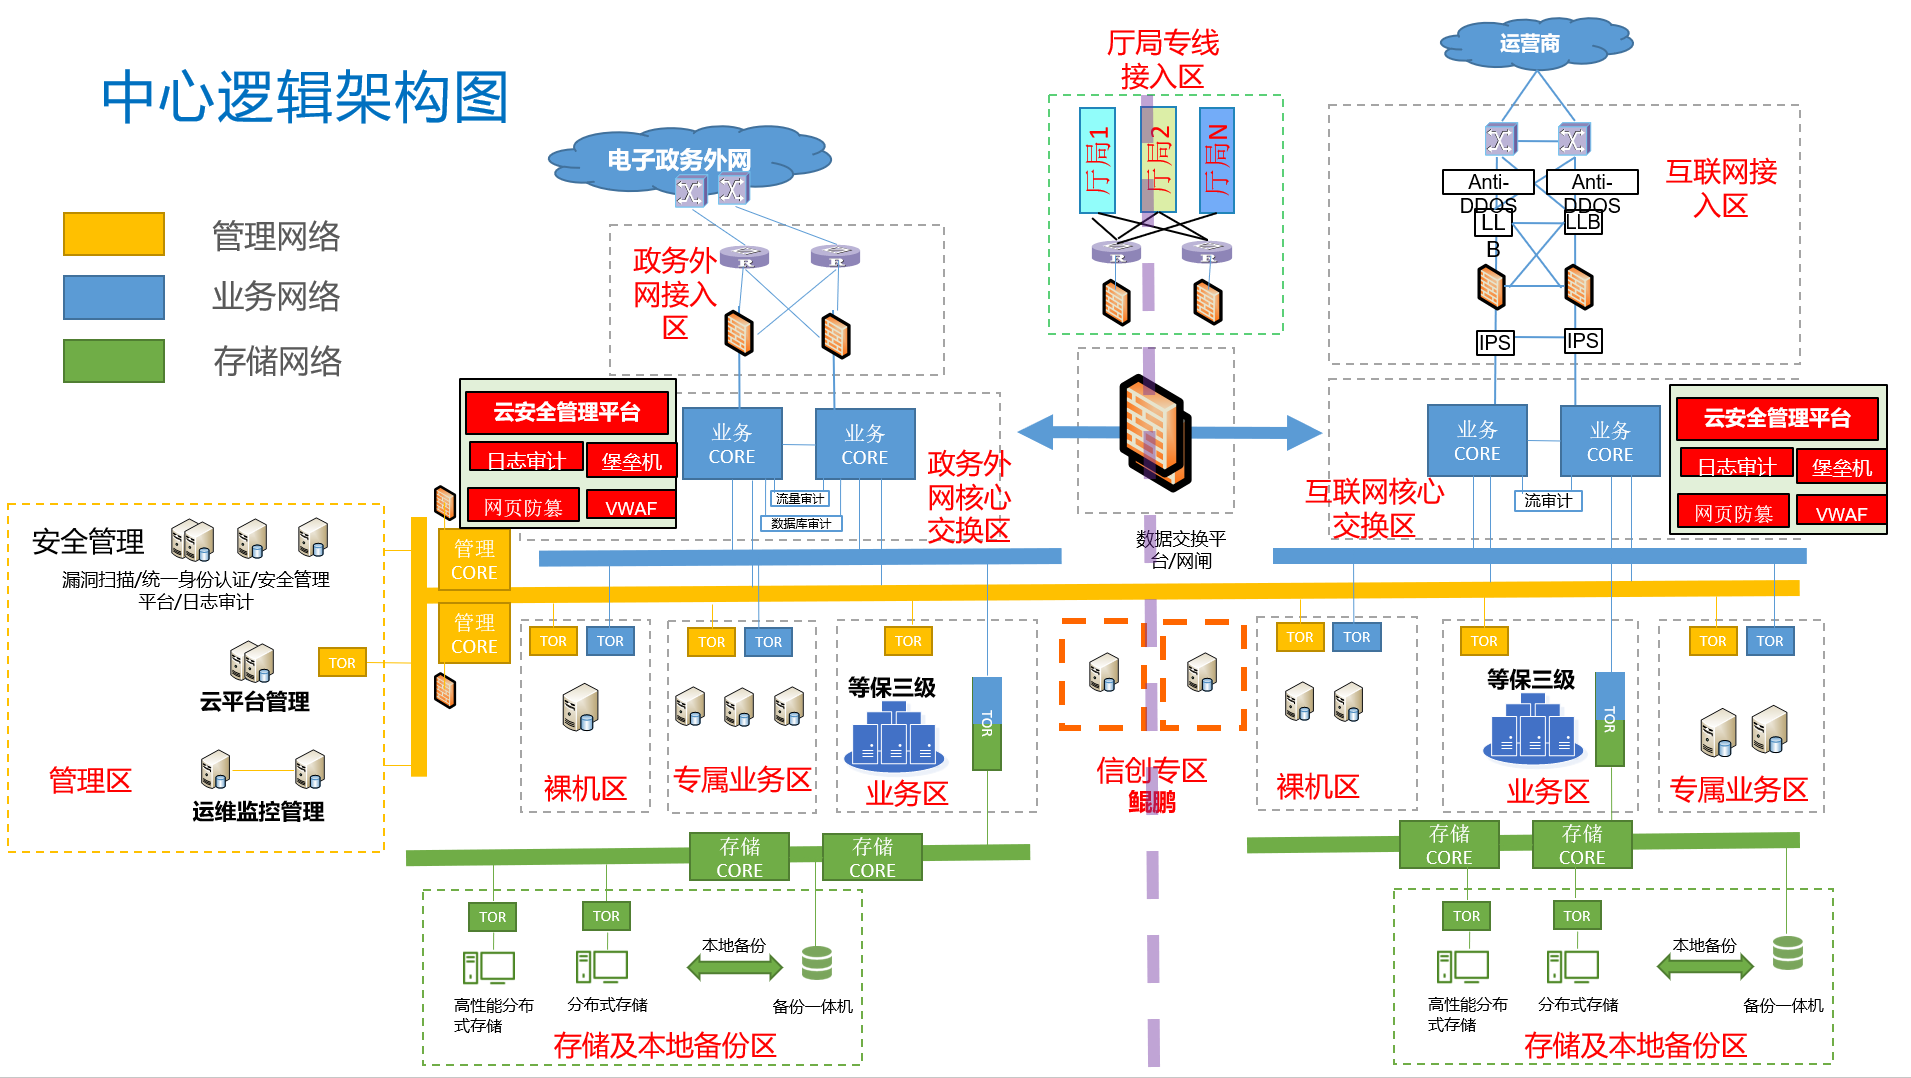 中心逻辑架构图
管理网络
业务网络
存储网络
电子政务外网
政务外
网接入
区
厅局专线
接入区
厅局1
厅局2
厅局N
运营商
互联网接
入区
Anti-
DDOS
Anti-
DDOS
LL
B
LLB
IPS
IPS
云安全管理平台
日志审计
堡垒机
网页防篡
VWAF
业务
CORE
业务
CORE
流量审计
数据库审计
政务外
网核心
交换区
数据交换平
台/网闸
互联网核心
交换区
业务
CORE
业务
CORE
流审计
云安全管理平台
日志审计
堡垒机
网页防篡
VWAF
安全管理
漏洞扫描/统一身份认证/安全管理
平台/日志审计
云平台管理
TOR
运维监控管理
管理区
管理
CORE
管理
CORE
TOR
TOR
裸机区
TOR
TOR
专属业务区
TOR
等保三级
TOR
业务区
信创专区
鲲鹏
TOR
TOR
裸机区
TOR
等保三级
TOR
业务区
TOR
TOR
专属业务区
存储
CORE
存储
CORE
TOR
TOR
高性能分布
式存储
分布式存储
本地备份
备份一体机
存储及本地备份区
存储
CORE
存储
CORE
TOR
TOR
高性能分布
式存储
分布式存储
本地备份
备份一体机
存储及本地备份区